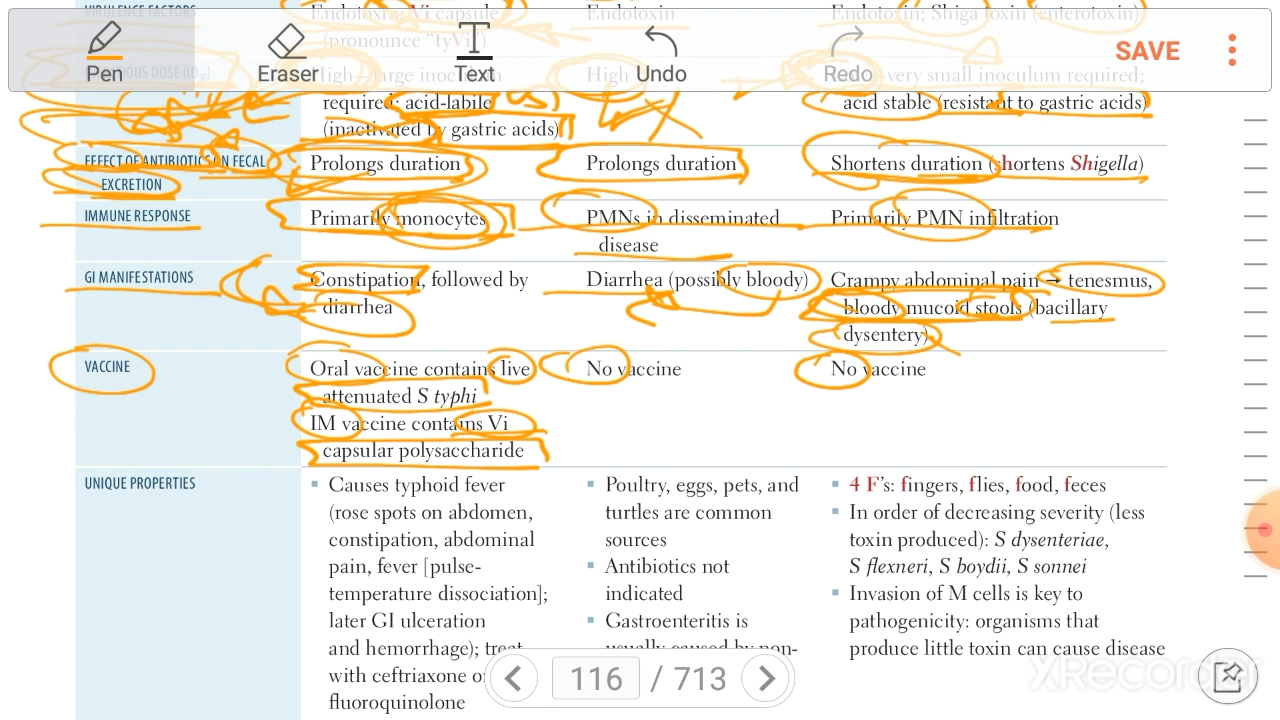 VIRULENCE FACTORS Endotoxin; Vi capsule Endotoxin Endotoxin; Shiga toxin (enterotoxin)
(pronounce "tyVi")
Pen Eraser Text Undo Redo SAVE
large inoculum High very small inoculum required;
required; acid-labile acid stable (resistant to gastric acids)
(inactivated by gastric acids)
EFFECT OF ANTIBIOTICS ON FECAL Prolongs duration Prolongs duration Shortens duration (shortens Shigella)
EXCRETION
IMMUNE RESPONSE Primarily monocytes PMNs in disseminated Primarily PMN infiltration
disease
GI MANIFESTATIONS Constipation, followed by Diarrhea (possibly bloody) Crampy abdominal pain → tenesmus,
diarrhea bloody mucoid stools (bacillary
dysentery)
VACCINE Oral vaccine contains live No vaccine No vaccine
attenuated S typhi
IM vaccine contains Vi
capsular polysaccharide
UNIQUE PROPERTIES ▪ Causes typhoid fever ▪ Poultry, eggs, pets, and ▪ 4 F's: fingers, flies, food, feces
(rose spots on abdomen, turtles are common ▪ In order of decreasing severity (less
constipation, abdominal sources toxin produced): S dysenteriae,
pain, fever [pulse- ▪ Antibiotics not S flexneri, S boydii, S sonnei
temperature dissociation]; indicated ▪ Invasion of M cells is key to
later GI ulceration ▪ Gastroenteritis is pathogenicity: organisms that
and hemorrhage); treat usually caused by non- produce little toxin can cause disease
with ceftriaxone or 116 / 713 XRecorder
fluoroquinolone